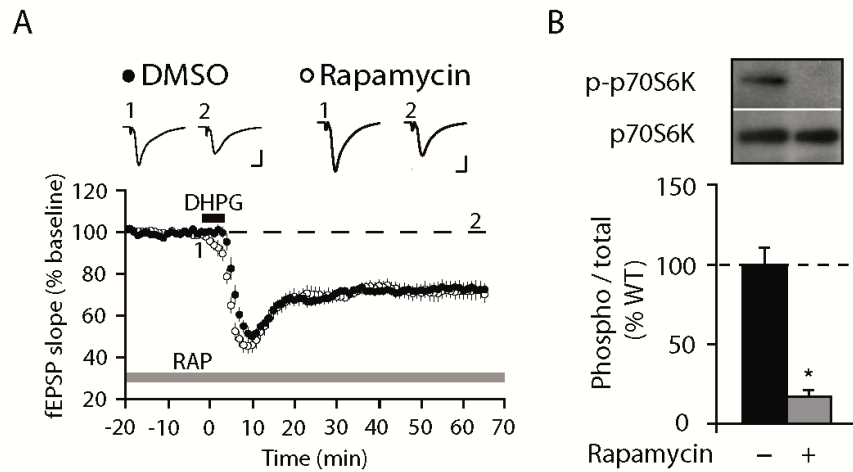 A
DMSO
Rapamycin
1
2
1
2
DHPG
1
2
RAP
fEPSP slope (% baseline)
120
100
80
60
40
20
-20
-10
0
10
20
30
40
50
60
70
Time (min)
B
p-p70S6K
p70S6K
Phospho / total
(% WT)
150
100
50
0
*
Rapamycin – +